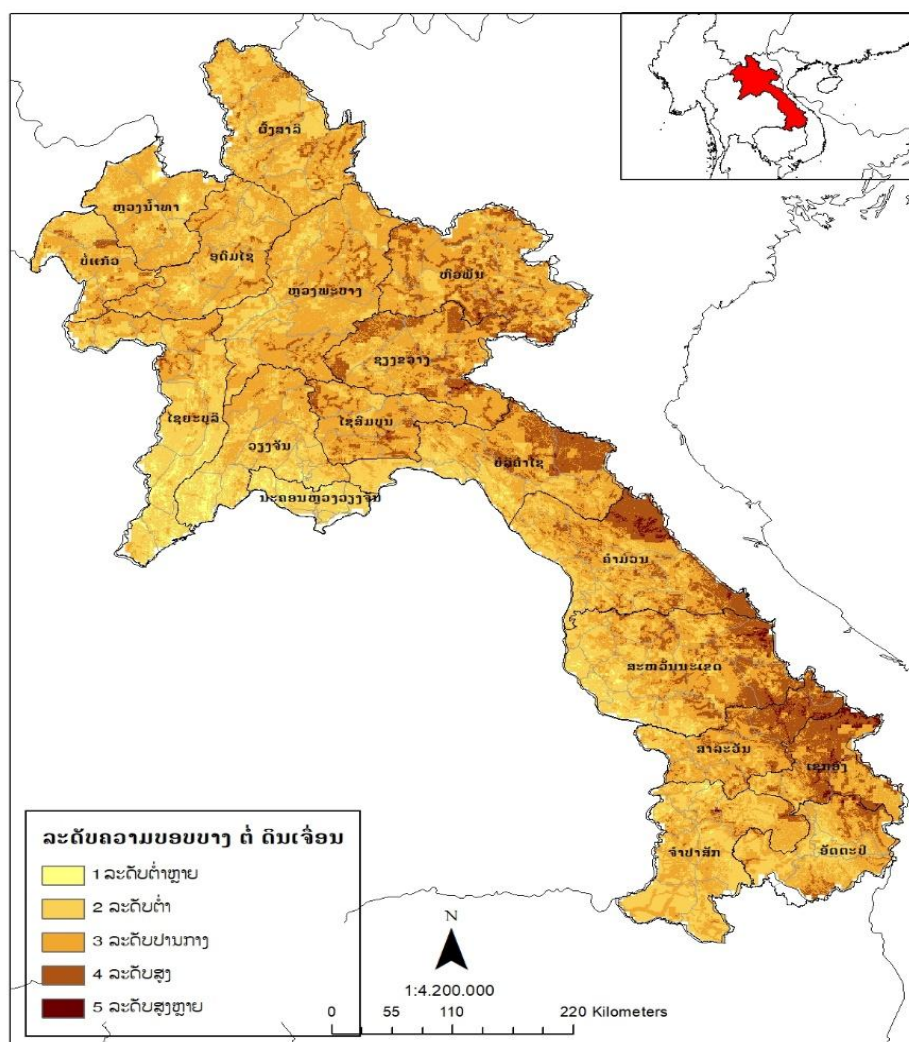 ຜົ້ງສາລີ
ຫຼວງນ້ຳທາ
ບໍ່ແກ້ວ
ອຸດົມໄຊ
ຫຼວງພະບາງ
ຫົວພັນ
ຊຽງຂວາງ
ໄຊຍະບູລີ
ວຽງຈັນ
ໄຊສົມບູນ
ບໍລິຄຳໄຊ
ນະຄອນຫຼວງວຽງຈັນ
ຄຳມ່ວນ
ສະຫວັນນະເຂດ
ສາລະວັນ
ເຊກອງ
ຈຳປາສັກ
ອັດຕະປື
ລະດັບຄວາມບອບບາງ ຕໍ່ ດິນເຈື່ອນ
1 ລະດັບຕໍ່າຫຼາຍ
2 ລະດັບຕໍ່າ
3 ລະດັບປານກາງ
4 ລະດັບສູງ
5 ລະດັບສູງຫຼາຍ
N
1:4.200.000
0 55 110 220 Kilometers